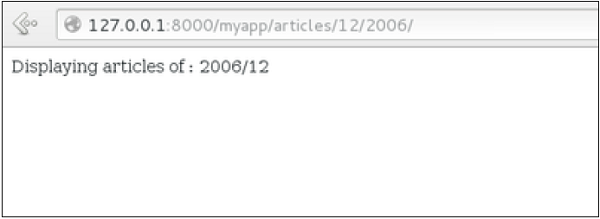 127.0.0.1:8000/myapp/articles/12/2006/
Displaying articles of : 2006/12